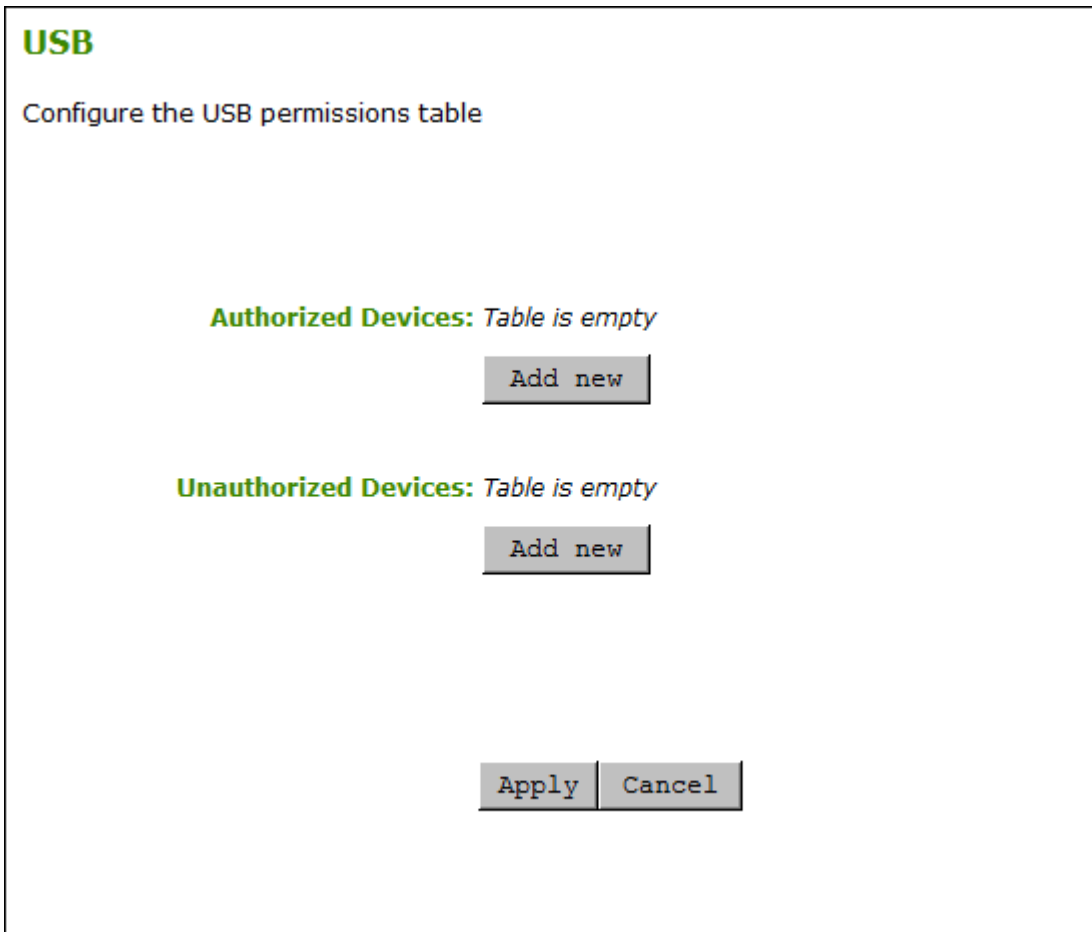 USB
Configure the USB permissions table
Authorized Devices: Table is empty
Add new
Unauthorized Devices: Table is empty
Add new
Apply Cancel